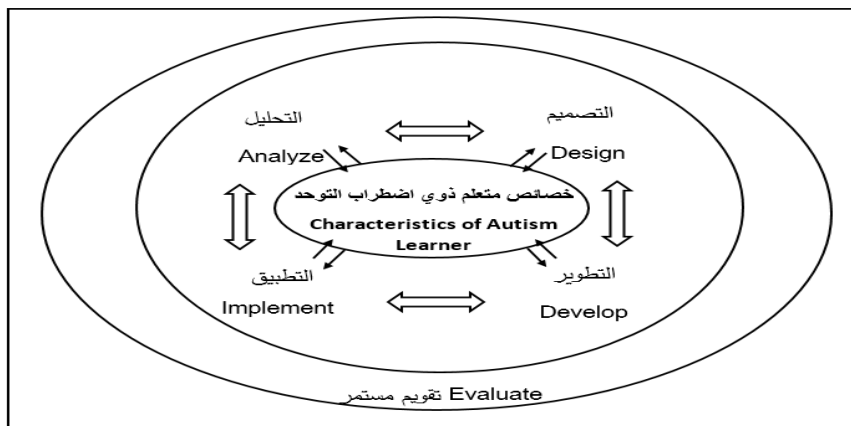 التحليل
التصميم
Analyze
Design
خصائص متعلم ذوي اضطراب التوحد
Characteristics of Autism
Learner
التطبيق
التطوير
Implement
Develop
تقويم مستمر Evaluate